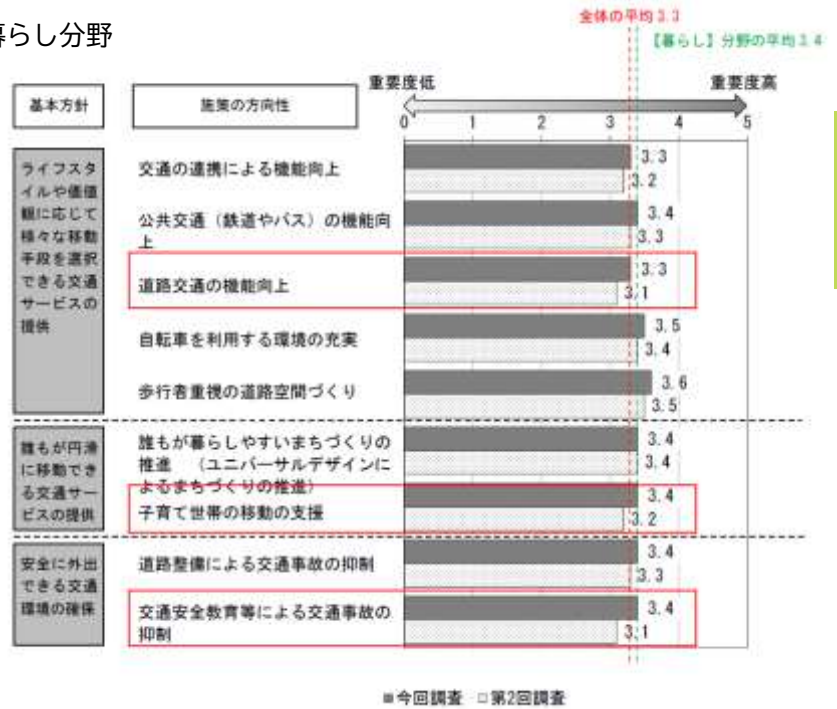 全体の平均3.3
暮らし分野
【暮らし】分野の平均3.4
重要度低
重要度高
基本方針
施策の方向性
0 1 2 3 4 5
ライフスタ
イルや価値
観に応じて
様々な移動
手段を選択
できる交通
サービスの
提供
交通の連携による機能向上
3.3
3.2
公共交通（鉄道やバス）の機能向
上
3.4
3.3
道路交通の機能向上
3.3
3.1
自転車を利用する環境の充実
3.5
3.4
歩行者重視の道路空間づくり
3.6
3.5
誰もが円滑
に移動でき
る交通サー
ビスの提供
誰もが暮らしやすいまちづくりの
推進　（ユニバーサルデザインに
よるまちづくりの推進）
3.4
3.4
子育て世帯の移動の支援
3.4
3.2
安全に外出
できる交通
環境の確保
道路整備による交通事故の抑制
3.4
3.3
交通安全教育等による交通事故の
抑制
3.4
3.1
■今回調査 □第2回調査